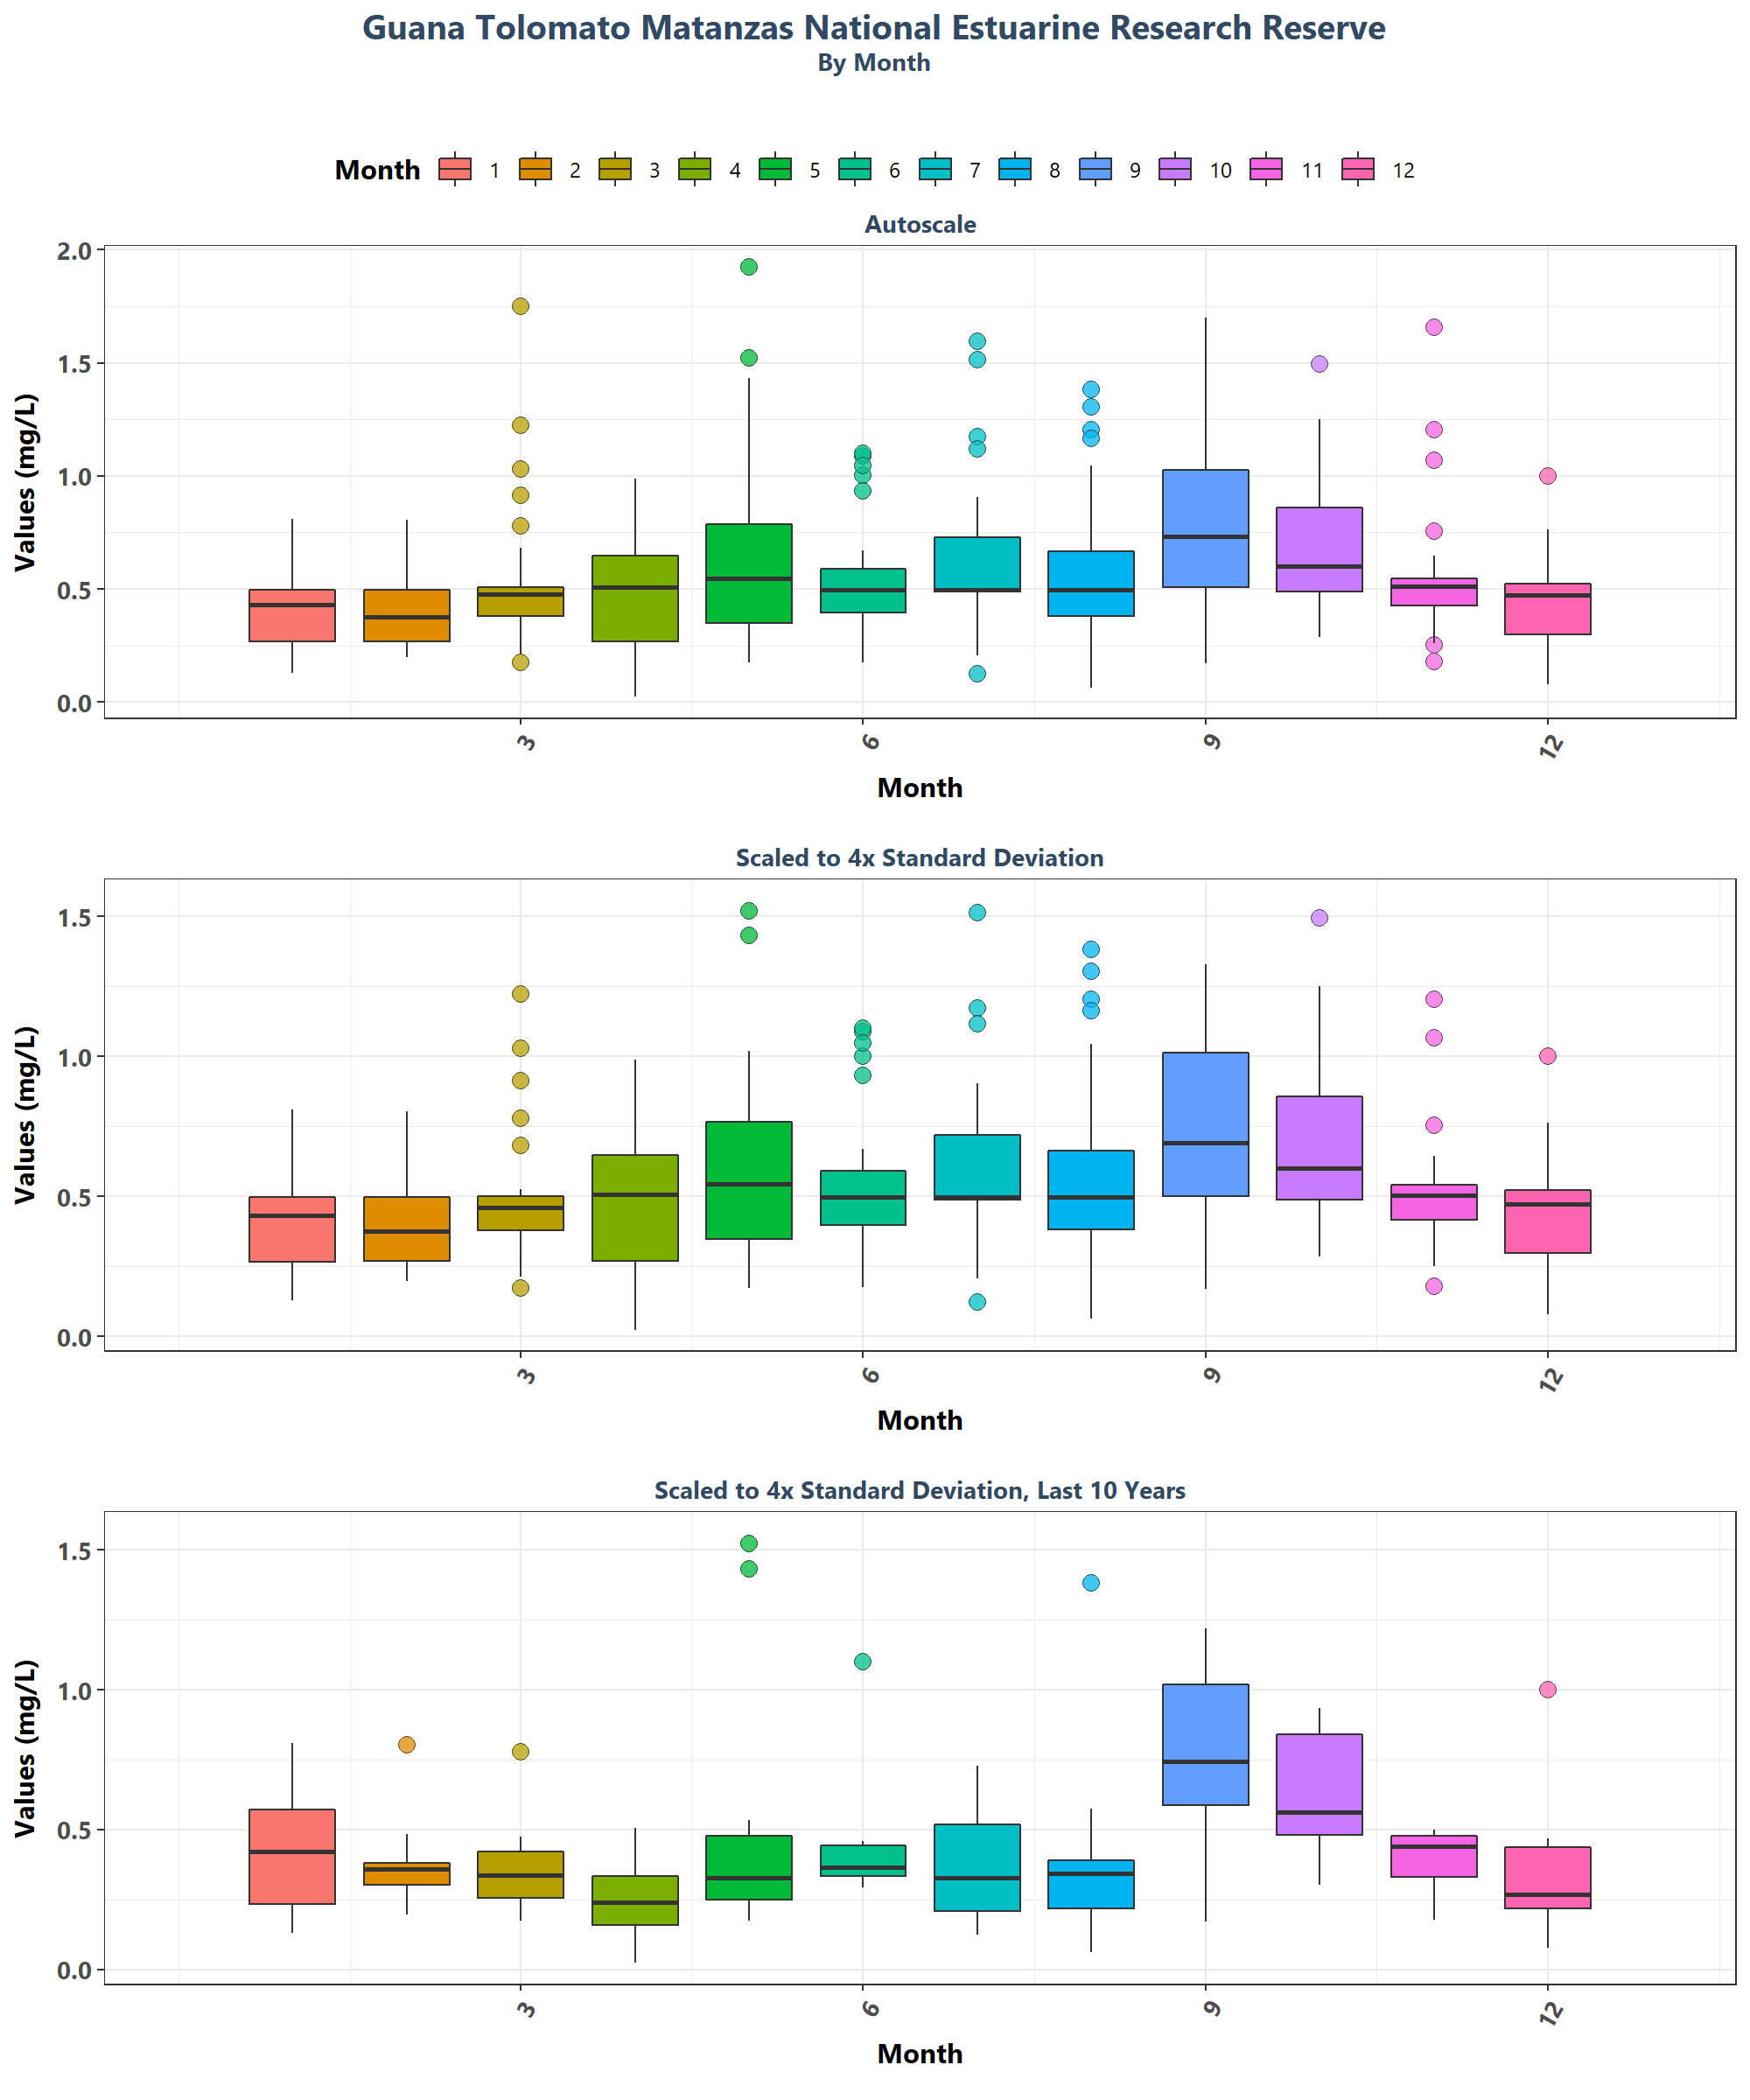 Guana Tolomato Matanzas National Estuarine Research Reserve
By Month
Month 1 2 3 4 5 6 7 8 9 10 11 12
Autoscale
Values (mg/L)
2.0
1.5
1.0
0.5
0.0
3 6 9 12
Month
Scaled to 4x Standard Deviation
Values (mg/L)
1.5
1.0
0.5
0.0
3 6 9 12
Month
Scaled to 4x Standard Deviation, Last 10 Years
Values (mg/L)
1.5
1.0
0.5
0.0
3 6 9 12
Month